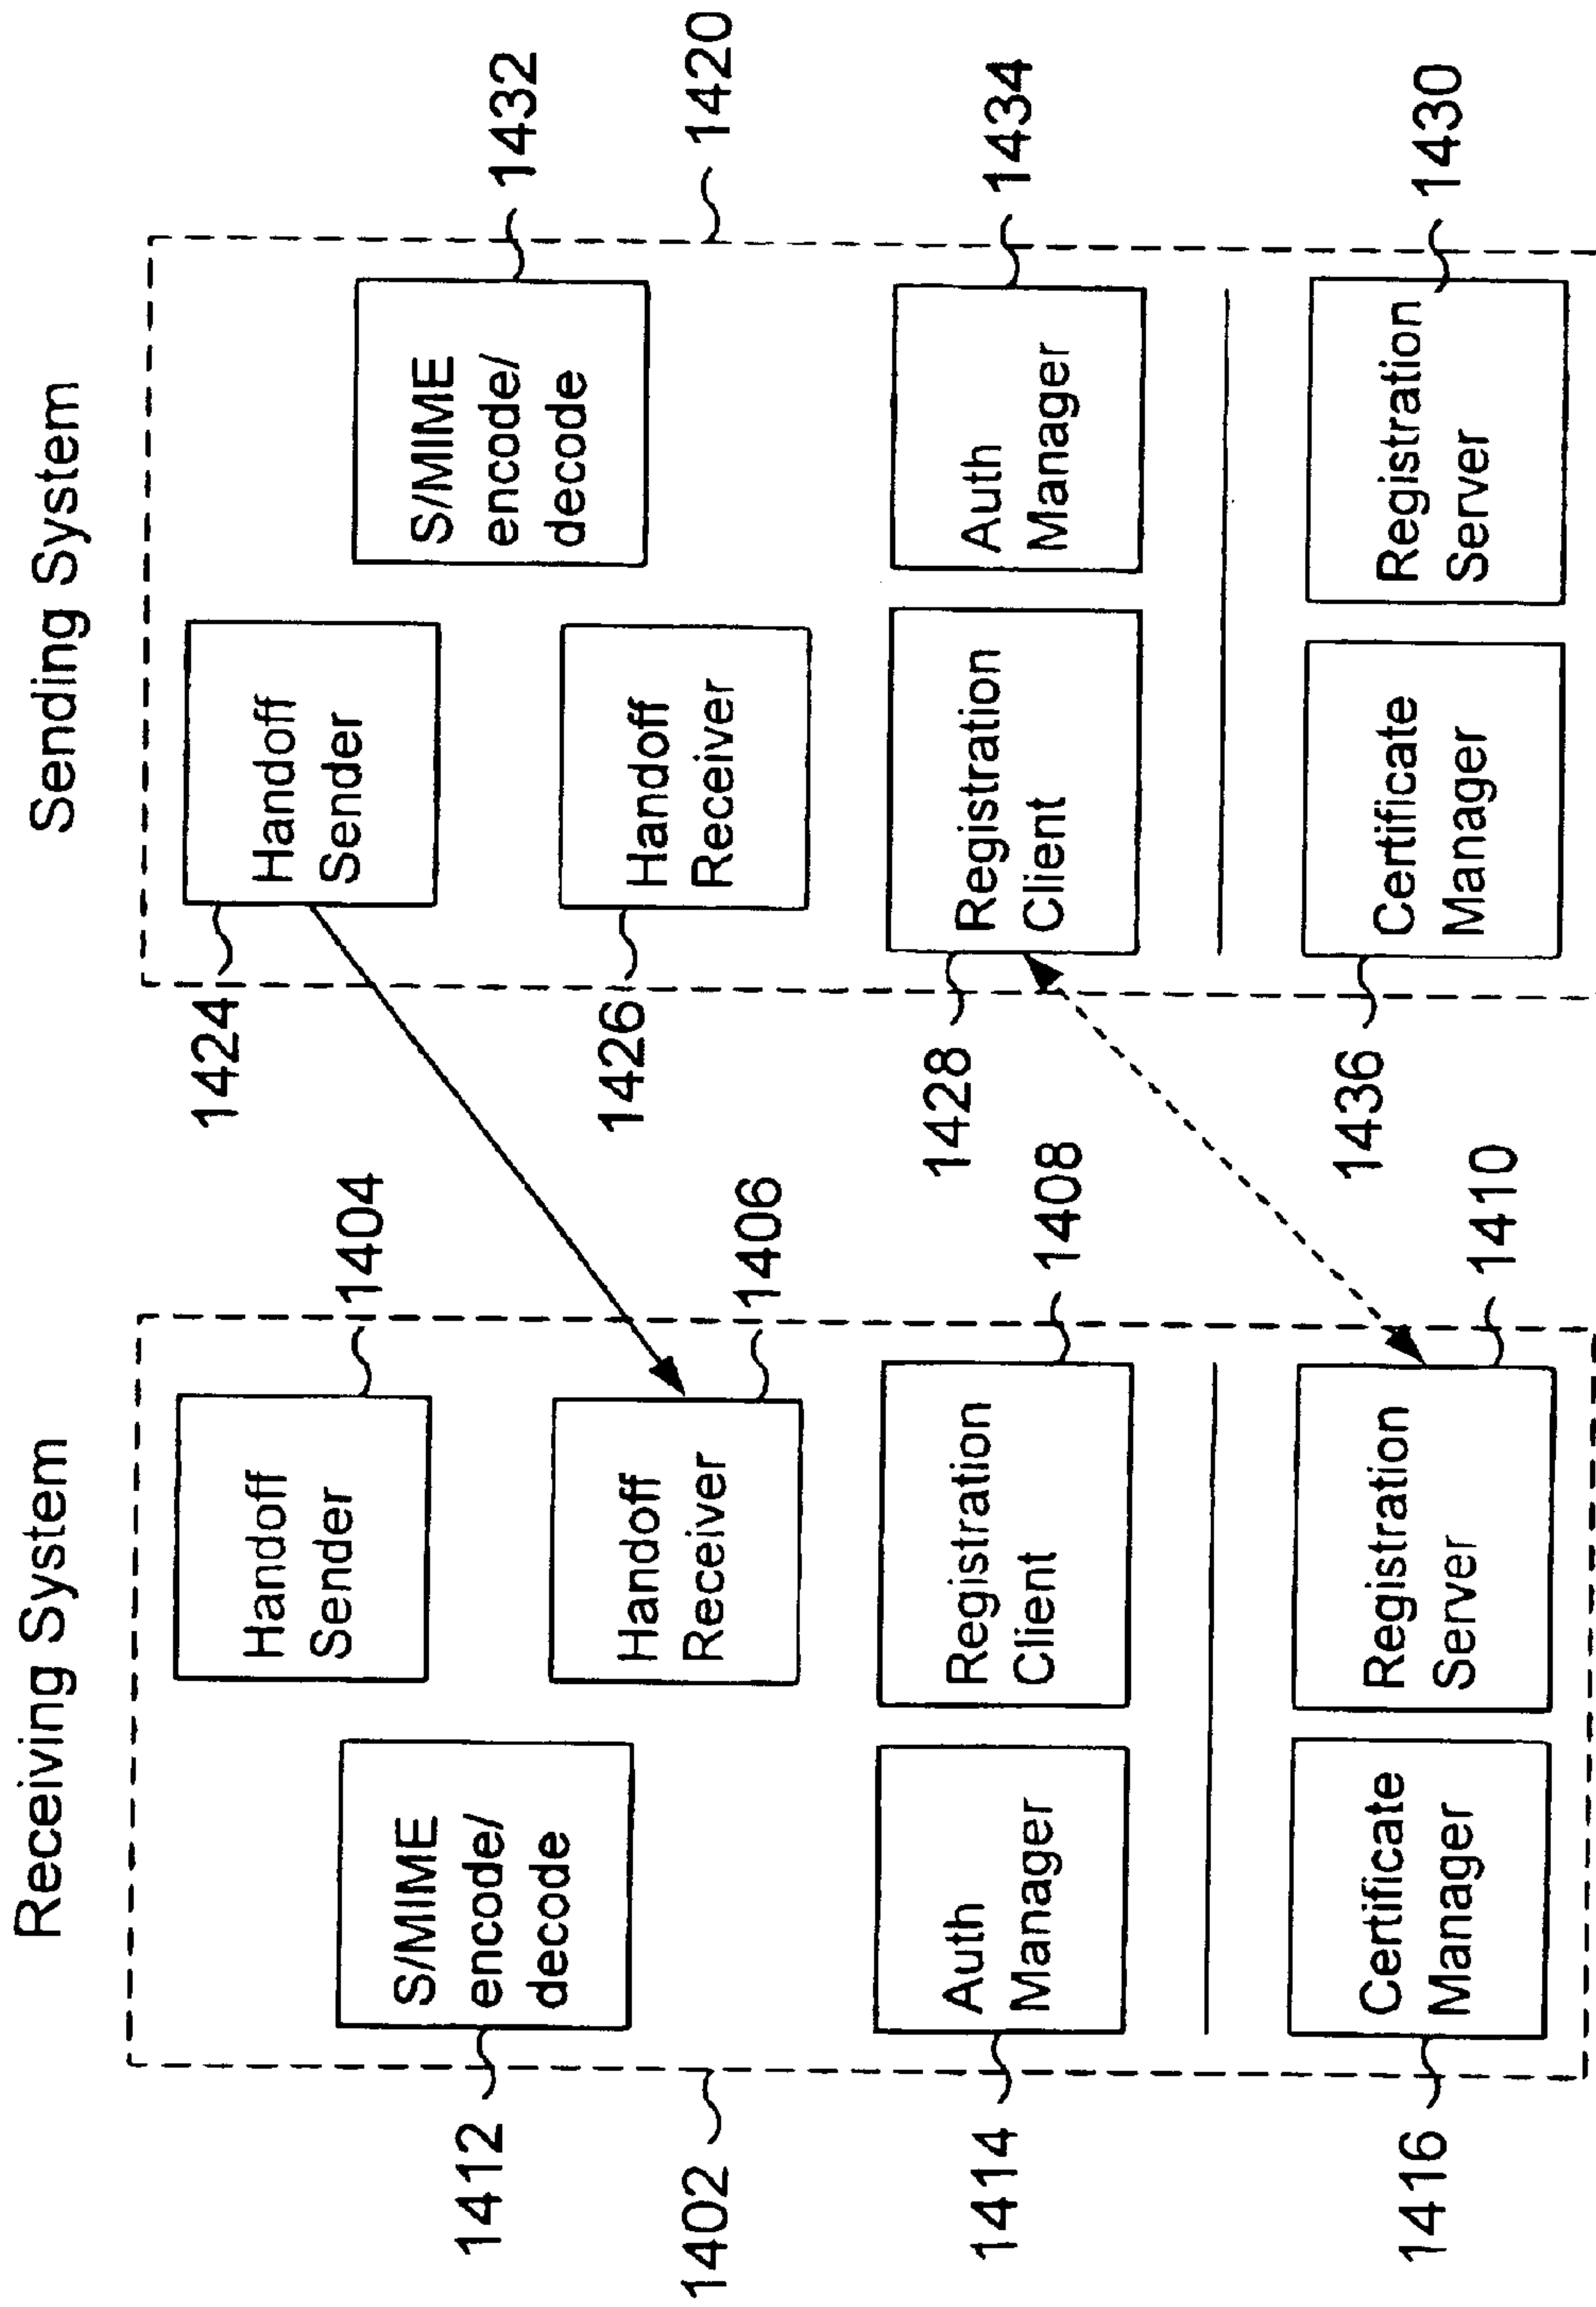 Receiving System
Sending System
1412
S/MIME
encode/
decode
Handoff
Sender
1404
1424
Handoff
Sender
S/MIME
encode/
decode
1432
1402
Handoff
Receiver
1406
1426
Handoff
Receiver
1420
1414
Auth
Manager
Registration
Client
1408
1428
Registration
Client
Auth
Manager
1434
1416
Certificate
Manager
Registration
Server
1410
1436
Certificate
Manager
Registration
Server
1430